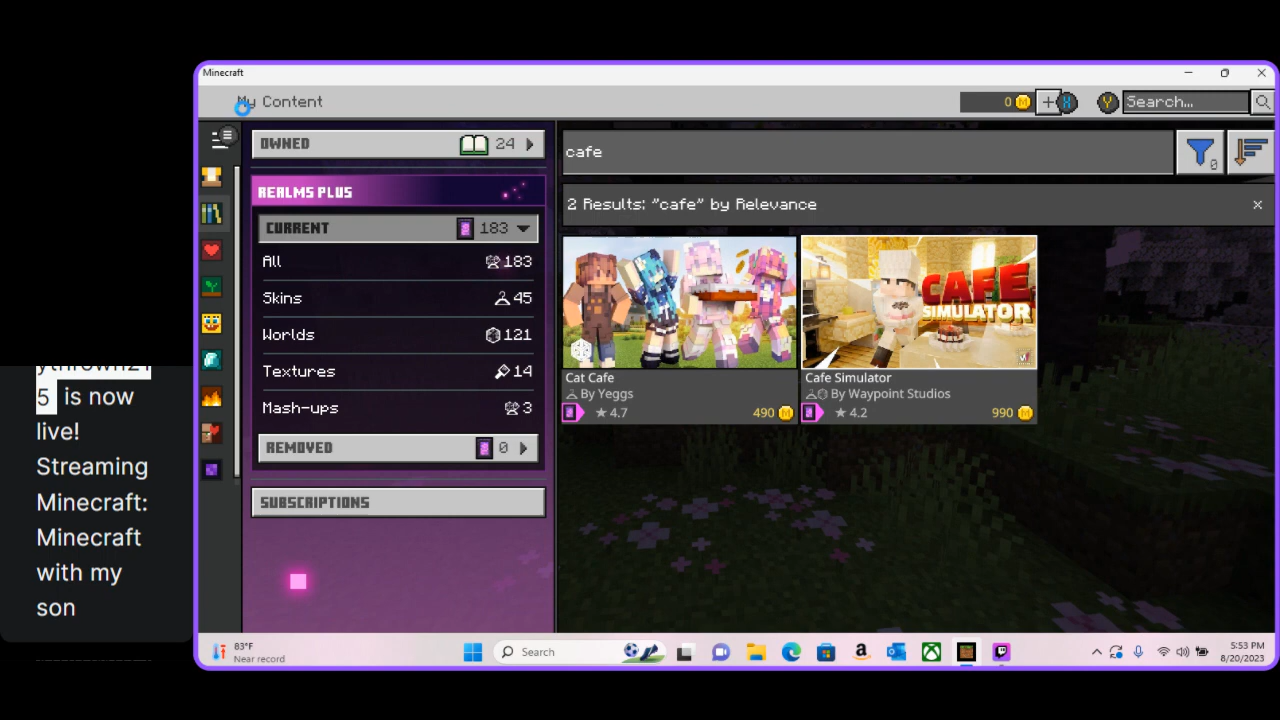 Minecraft
My Content
0
X
Y
Search...
OWNED
24
cafe
0
REALMS PLUS
2 Results: "cafe" by Relevance
CURRENT
183
All
183
Skins
45
Worlds
121
Textures
14
Mash-ups
3
REMOVED
0
SUBSCRIPTIONS
CAFE
SIMULATOR
Cat Cafe
By Yeggs
4.7
490
Cafe Simulator
By Waypoint Studios
4.2
990
5 is now
live!
Streaming
Minecraft:
Minecraft
with my
son
83°F
Near record
Search
5:53 PM
8/20/2023